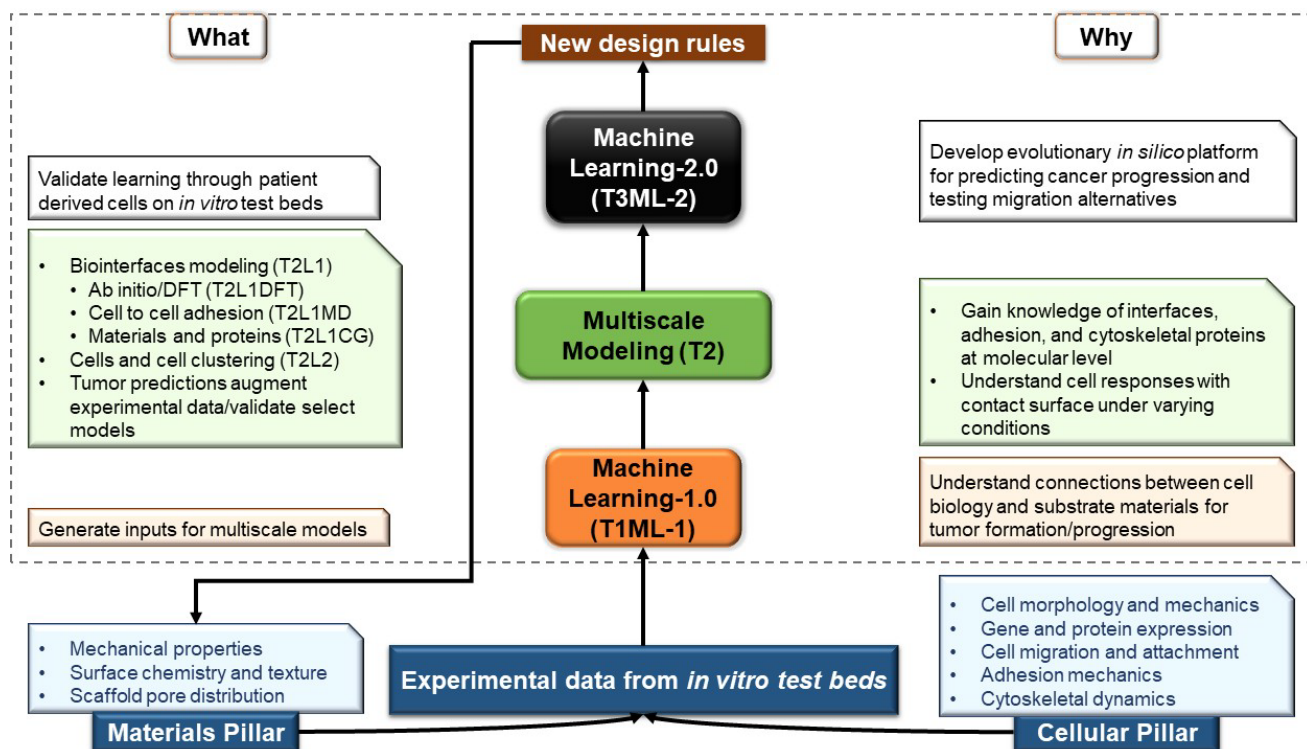 What
New design rules
Why
Machine
Learning-2.0
(T3ML-2)
Validate learning through patient
derived cells on in vitro test beds
Develop evolutionary in silico platform
for predicting cancer progression and
testing migration alternatives
• Biointerfaces modeling (T2L1)
• Ab initio/DFT (T2L1DFT)
• Cell to cell adhesion (T2L1MD
• Materials and proteins (T2L1CG)
• Cells and cell clustering (T2L2)
• Tumor predictions augment
experimental data/validate select
models
Multiscale
Modeling (T2)
• Gain knowledge of interfaces,
adhesion, and cytoskeletal proteins
at molecular level
• Understand cell responses with
contact surface under varying
conditions
Machine
Learning-1.0
(T1ML-1)
Generate inputs for multiscale models
Understand connections between cell
biology and substrate materials for
tumor formation/progression
• Mechanical properties
• Surface chemistry and texture
• Scaffold pore distribution
Materials Pillar
Experimental data from in vitro test beds
• Cell morphology and mechanics
• Gene and protein expression
• Cell migration and attachment
• Adhesion mechanics
• Cytoskeletal dynamics
Cellular Pillar